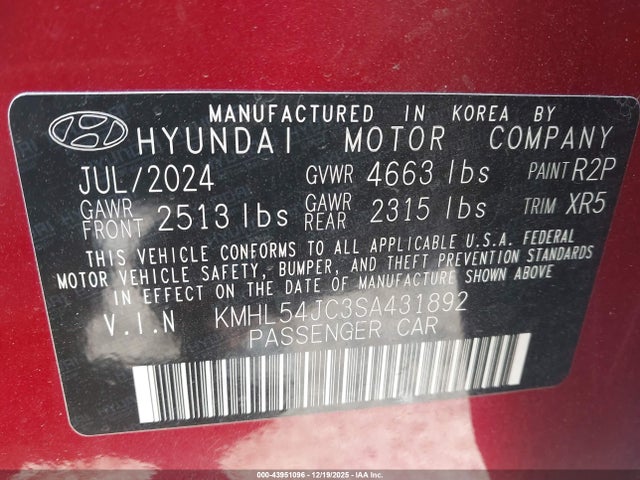 MANUFACTURED IN KOREA BY
HYUNDAI MOTOR COMPANY
JUL/2024 GVWR 4663 lbs PAINT R2P
GAWR FRONT 2513 lbs GAWR REAR 2315 lbs TRIM XR5
THIS VEHICLE CONFORMS TO ALL APPLICABLE U.S.A. FEDERAL
MOTOR VEHICLE SAFETY, BUMPER, AND THEFT PREVENTION STANDARDS
IN EFFECT ON THE DATE OF MANUFACTURE SHOWN ABOVE
V.I.N KMHL54JC3SA431892
PASSENGER CAR
000-43951096 - 12/19/2025 - IAA Inc.